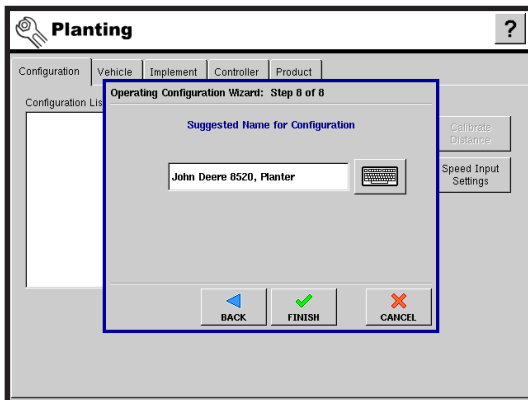 Planting
?
Configuration Vehicle Implement Controller Product
Configuration Lis
Operating Configuration Wizard: Step 8 of 8
Suggested Name for Configuration
Calibrate
Distance
John Deere 8520, Planter
Speed Input
Settings
BACK FINISH CANCEL